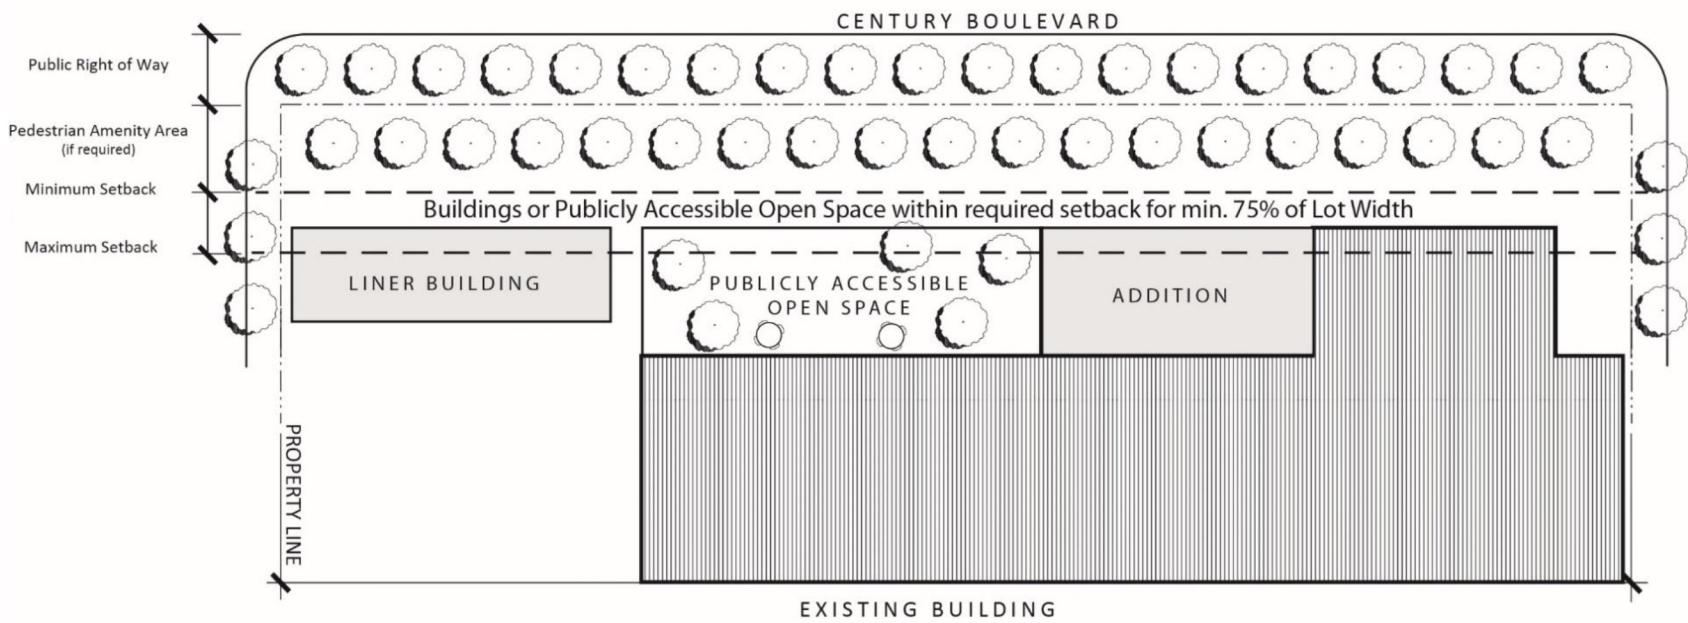 CENTURY BOULEVARD
Public Right of Way
Pedestrian Amenity Area
(if required)
Minimum Setback
Buildings or Publicly Accessible Open Space within required setback for min. 75% of Lot Width
Maximum Setback
LINER BUILDING
PUBLICLY ACCESSIBLE
OPEN SPACE
ADDITION
PROPERTY LINE
EXISTING BUILDING